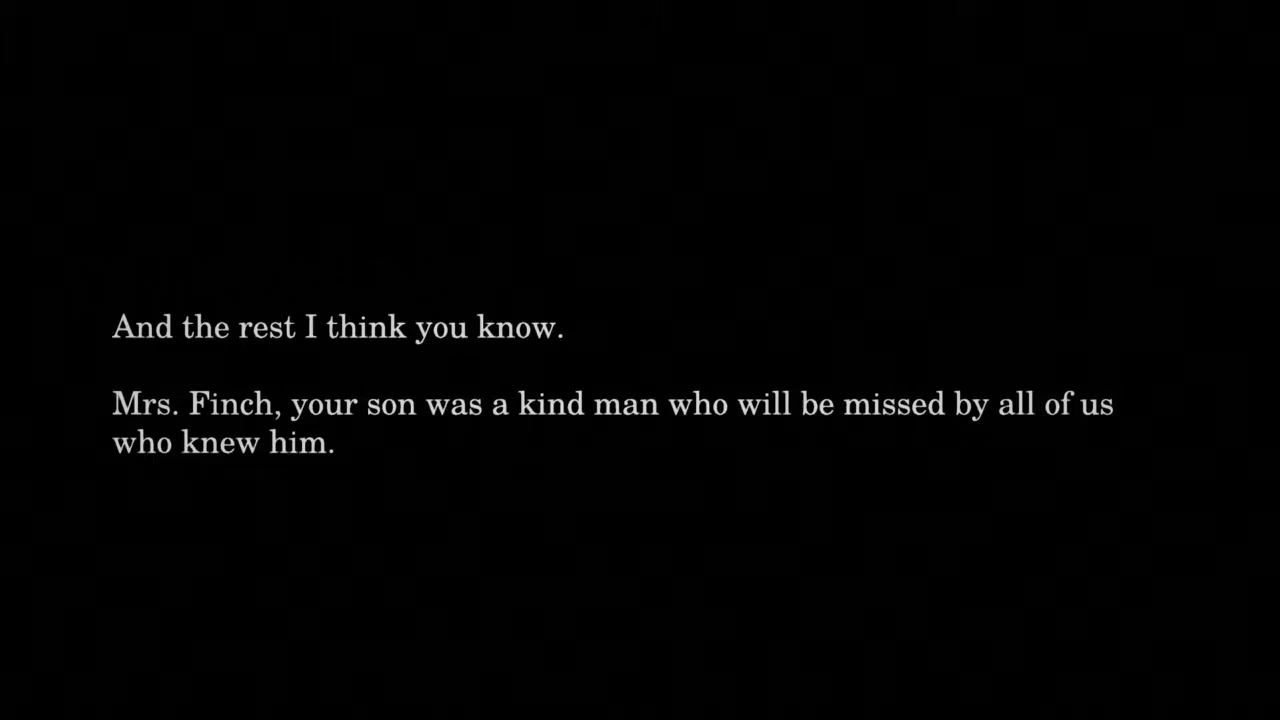 And the rest I think you know.
Mrs. Finch, your son was a kind man who will be missed by all of us
who knew him.